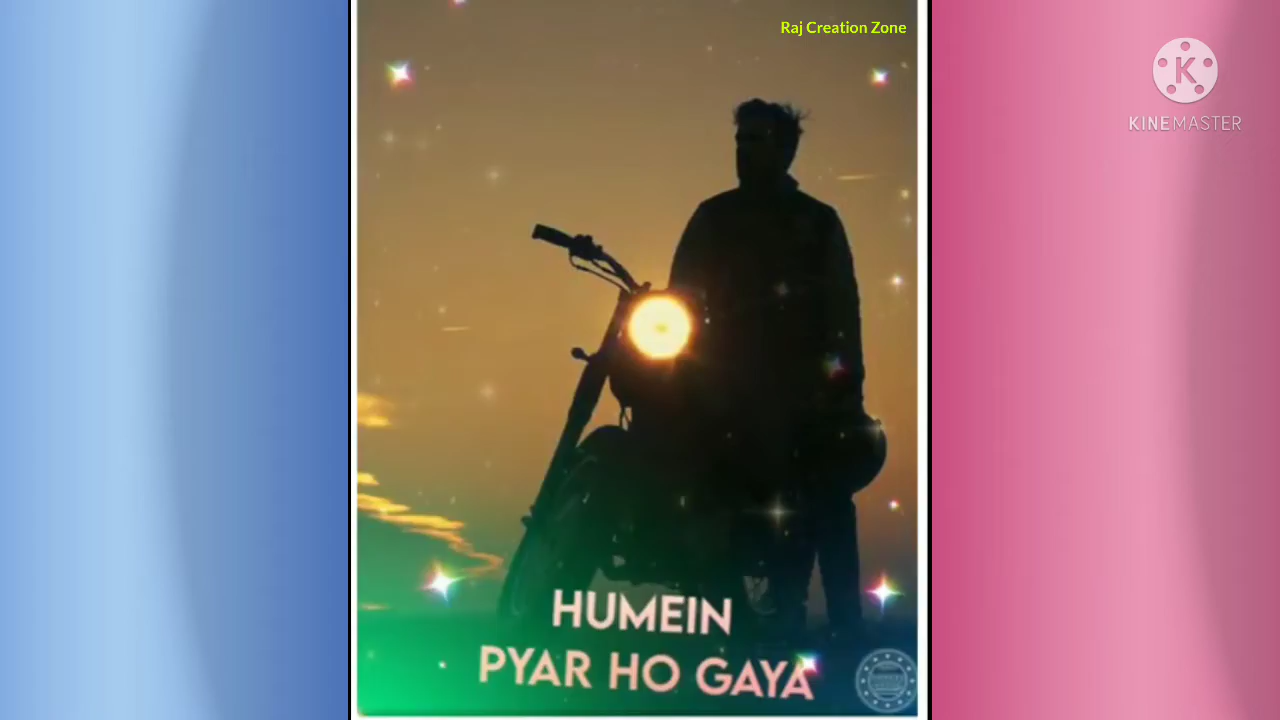 Raj Creation Zone
K
KINEMASTER
HUMEIN
PYAR HO GAYA